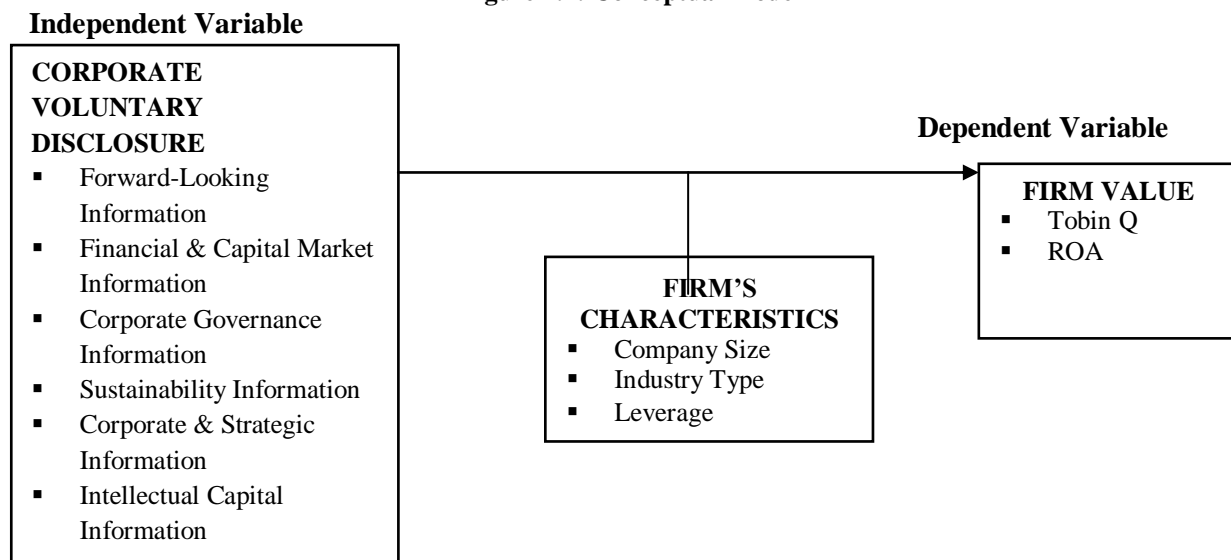 Independent Variable
CORPORATE
VOLUNTARY
DISCLOSURE
▪ Forward-Looking
Information
▪ Financial & Capital Market
Information
▪ Corporate Governance
Information
▪ Sustainability Information
▪ Corporate & Strategic
Information
▪ Intellectual Capital
Information
FIRM'S
CHARACTERISTICS
▪ Company Size
▪ Industry Type
▪ Leverage
Dependent Variable
FIRM VALUE
▪ Tobin Q
▪ ROA